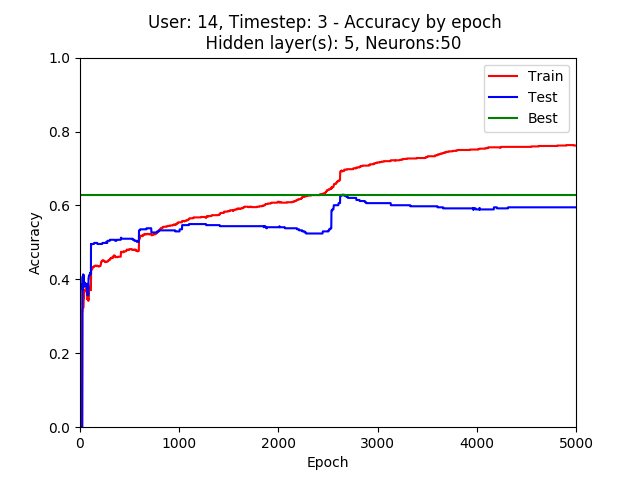 User: 14, Timestep: 3 - Accuracy by epoch
Hidden layer(s): 5, Neurons:50
Train
Test
Best
1.0
0.8
0.6
0.4
0.2
0.0
Accuracy
0
1000
2000
3000
4000
5000
Epoch